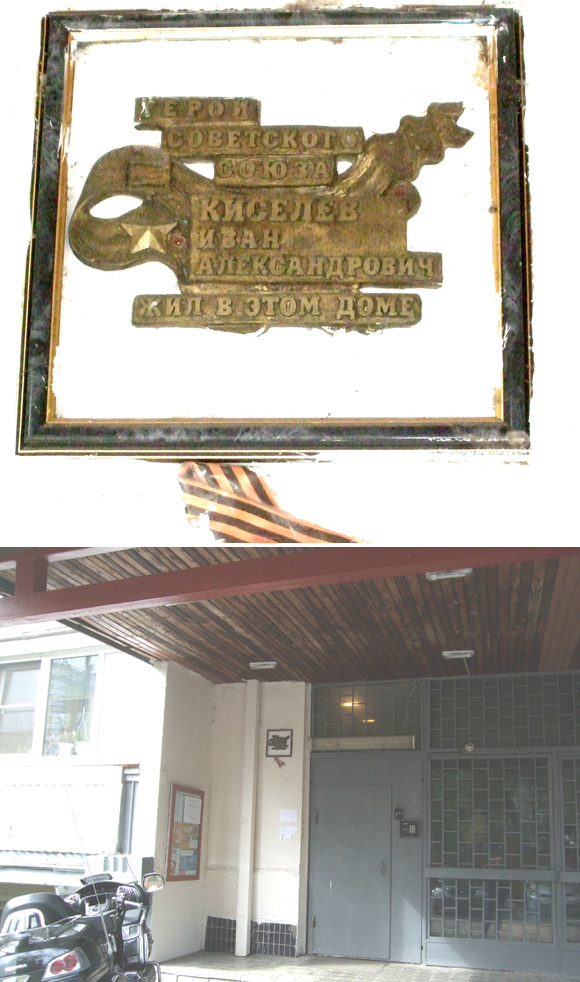 ГЕРОЙ
СОВЕТСКОГО
СОЮЗА
КИСЕЛЕВ
ИВАН
АЛЕКСАНДРОВИЧ
ЖИЛ В ЭТОМ ДОМЕ